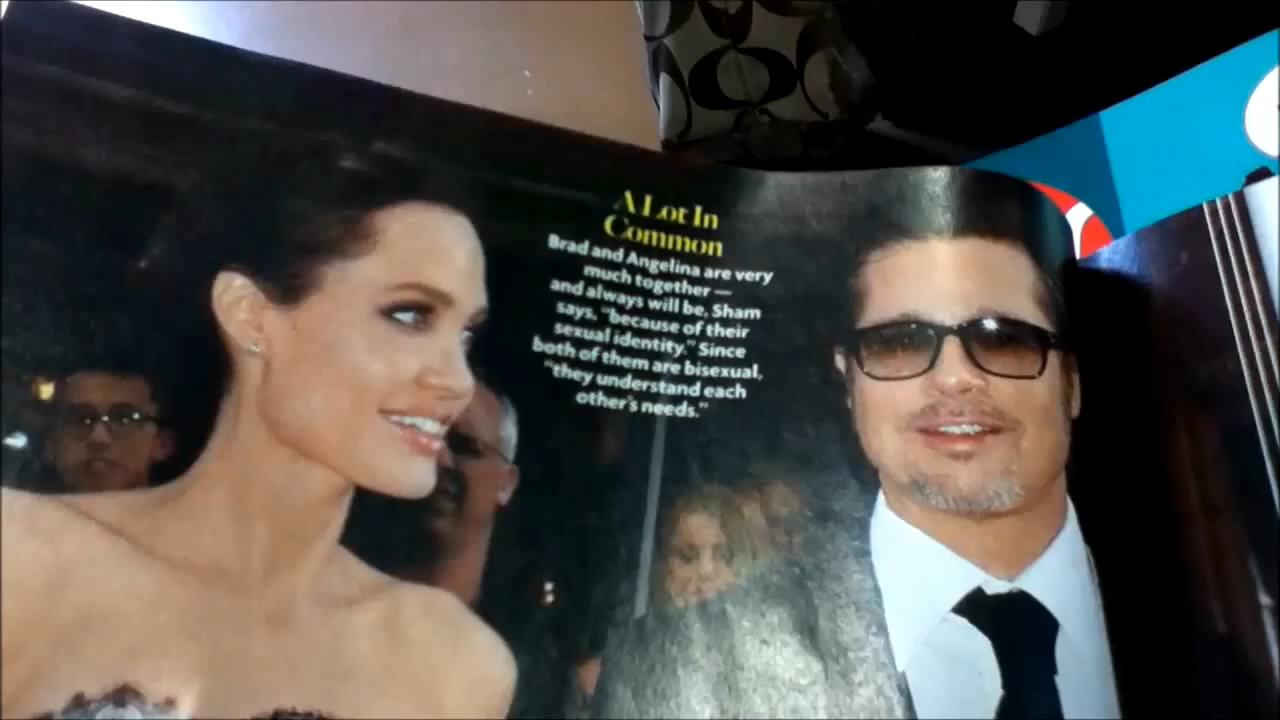 A Lot In
Common
Brad and Angelina are very
much together —
and always will be, Sham
says, "because of their
sexual identity." Since
both of them are bisexual,
"they understand each
other's needs."